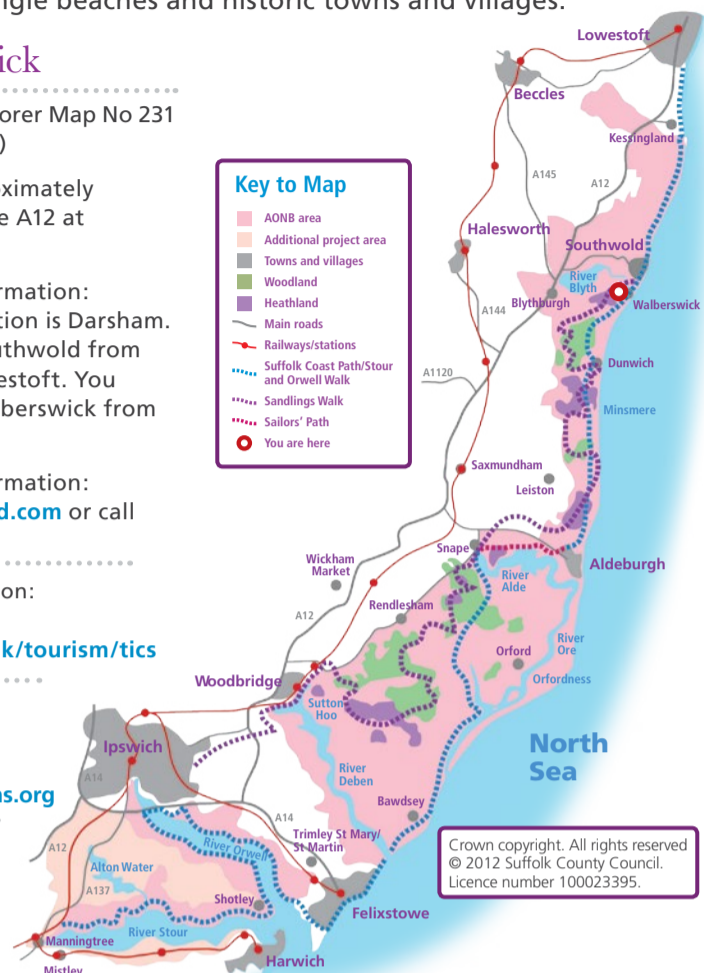 ngle beaches and historic towns and villages.
ick
orer Map No 231
)
ximately
e A12 at
rmation:
tion is Darsham.
uthwold from
estoft. You
lberswick from
rmation:
d.com or call
on:
k/tourism/tics
ns.org
Key to Map
AONB area
Additional project area
Towns and villages
Woodland
Heathland
Main roads
Railways/stations
Suffolk Coast Path/Stour
and Orwell Walk
Sandlings Walk
Sailors' Path
You are here
Lowestoft
Beccles
Kessingland
A145
A12
Halesworth
Southwold
River
Blyth
Blythburgh
Walberswick
A144
Dunwich
A1120
Minsmere
Saxmundham
Leiston
Snape
Aldeburgh
Wickham
Market
River
Alde
Rendlesham
A12
River
Ore
Orford
Orfordness
Woodbridge
Sutton
Hoo
Ipswich
North
Sea
River
Deben
A14
Bawdsey
A14
Trimley St Mary/
St Martin
A12
River Orwell
Alton Water
A137
Shotley
Felixstowe
River Stour
Manningtree
Mistley
Harwich
Crown copyright. All rights reserved
© 2012 Suffolk County Council.
Licence number 100023395.